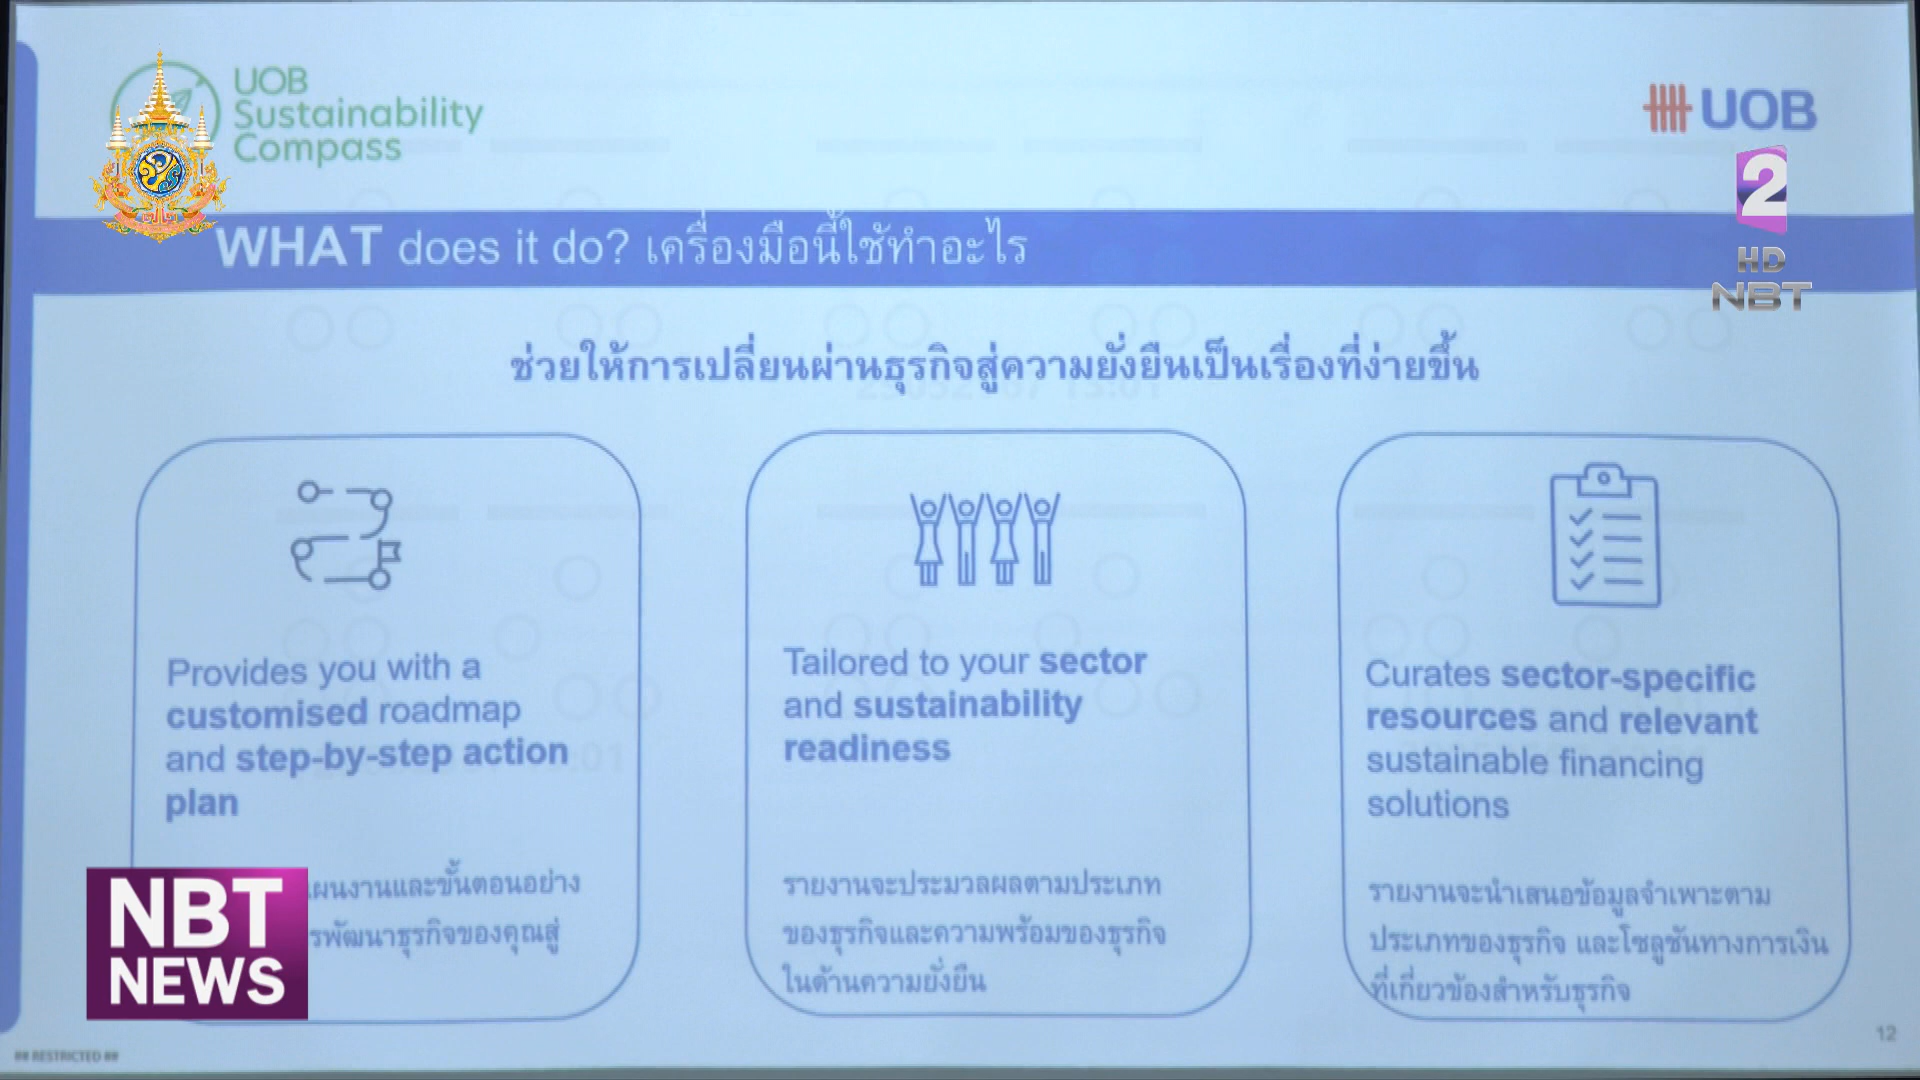 UOB
Sustainability
Compass
UOB
2
HD
NBT
WHAT does it do? เครื่องมือนี้ใช้ทำอะไร
ช่วยให้การเปลี่ยนผ่านธุรกิจสู่ความยั่งยืนเป็นเรื่องที่ง่ายขึ้น
Provides you with a
customised roadmap
and step-by-step action
plan
แผนงานและขั้นตอนอย่าง
รพัฒนาธุรกิจของคุณสู่
Tailored to your sector
and sustainability
readiness
รายงานจะประมวลผลตามประเภท
ของธุรกิจและความพร้อมของธุรกิจ
ในด้านความยั่งยืน
Curates sector-specific
resources and relevant
sustainable financing
solutions
รายงานจะนำเสนอข้อมูลจำเพาะตาม
ประเภทของธุรกิจ และโซลูชันทางการเงิน
ที่เกี่ยวข้องสำหรับธุรกิจ
NBT
NEWS
## RESTRICTED ##
12